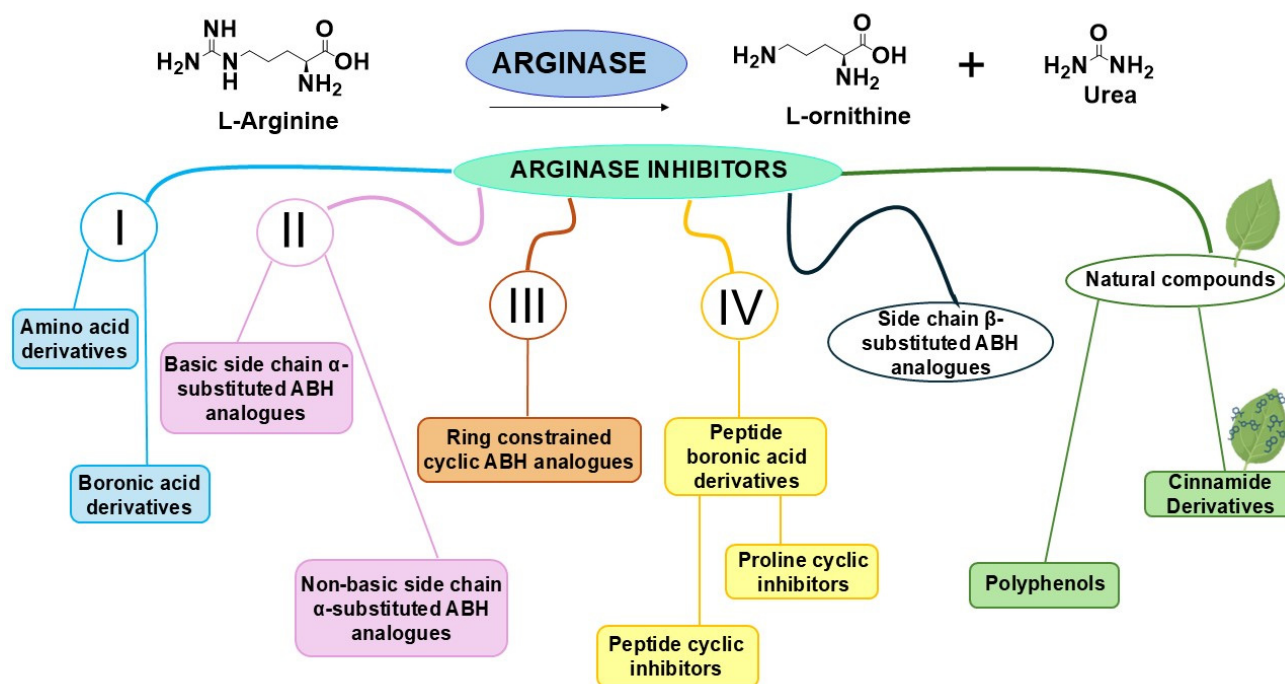 NH
H₂N
N
H
O
OH
NH₂
L-Arginine
ARGINASE
H₂N
O
OH
NH₂
L-ornithine
+
O
H₂N
NH₂
Urea
ARGINASE INHIBITORS
I
II
III
IV
Side chain β-
substituted ABH
analogues
Natural compounds
Amino acid
derivatives
Boronic acid
derivatives
Basic side chain α-
substituted ABH
analogues
Non-basic side chain
α-substituted ABH
analogues
Ring constrained
cyclic ABH analogues
Peptide
boronic acid
derivatives
Proline cyclic
inhibitors
Peptide cyclic
inhibitors
Cinnamide
Derivatives
Polyphenols